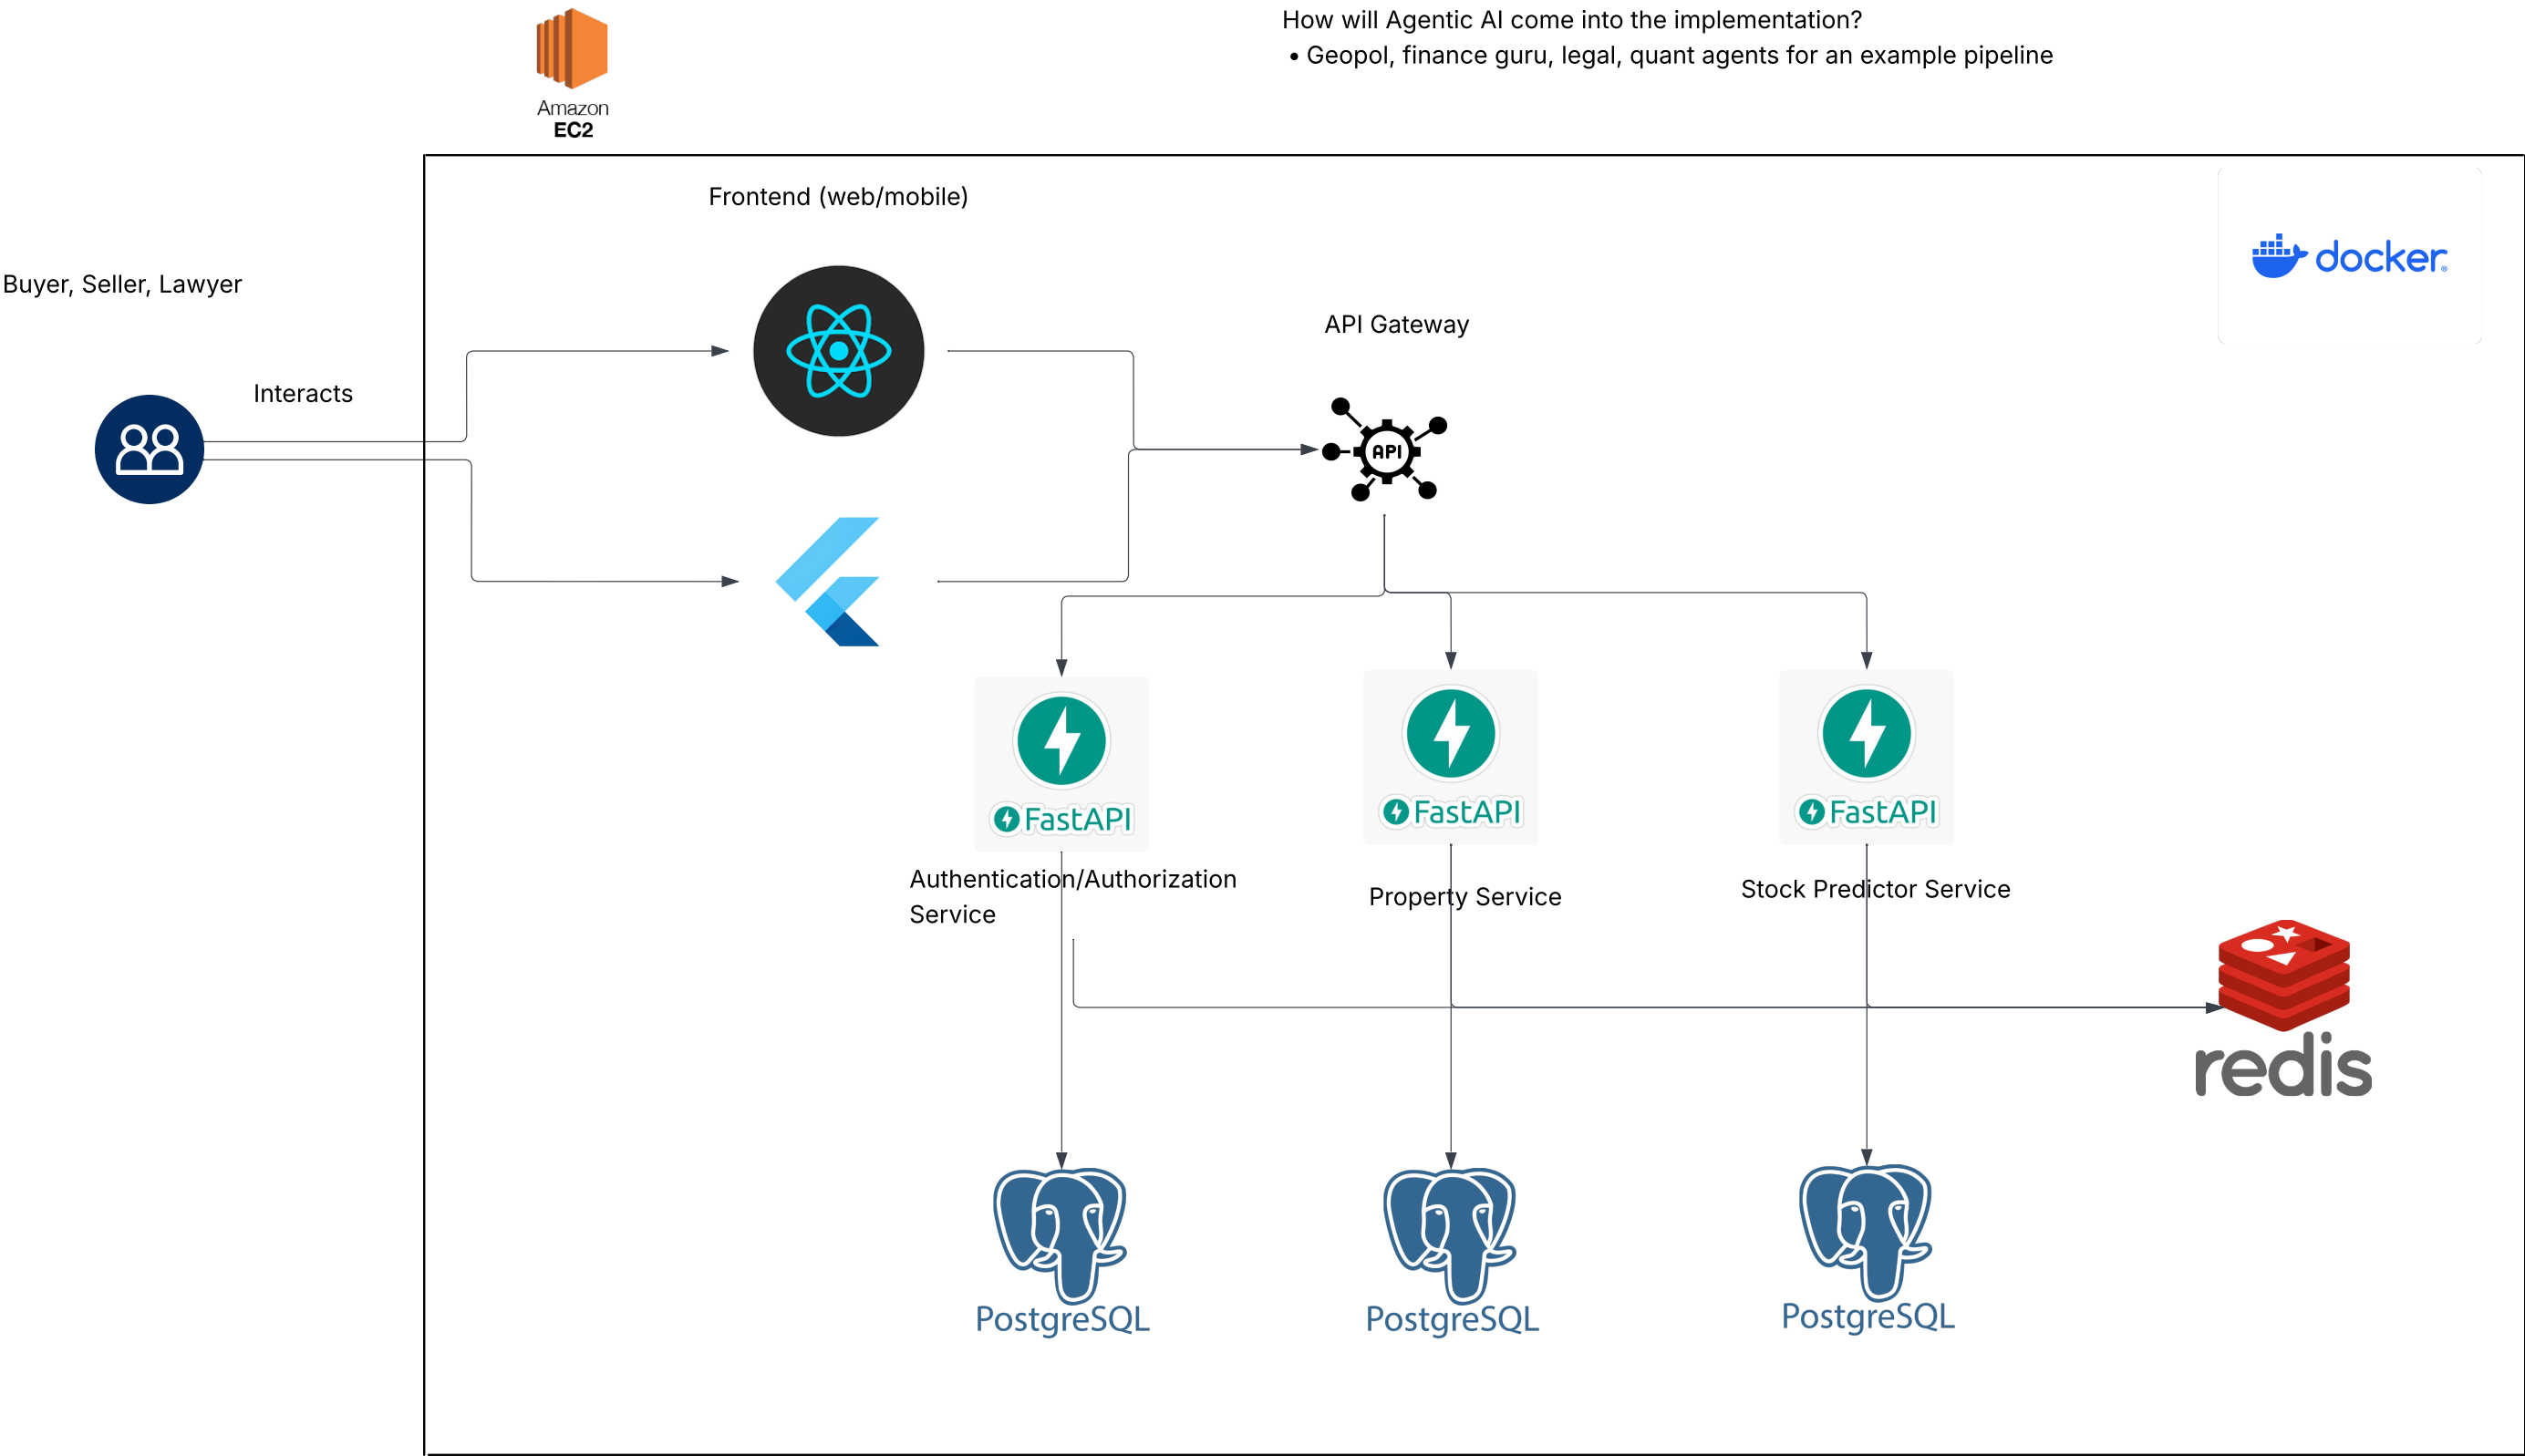 How will Agentic AI come into the implementation?
• Geopol, finance guru, legal, quant agents for an example pipeline
Amazon
EC2
Frontend (web/mobile)
docker®
Buyer, Seller, Lawyer
API Gateway
Interacts
API
FastAPI
FastAPI
FastAPI
Authentication/Authorization
Service
Property Service
Stock Predictor Service
redis
PostgreSQL
PostgreSQL
PostgreSQL